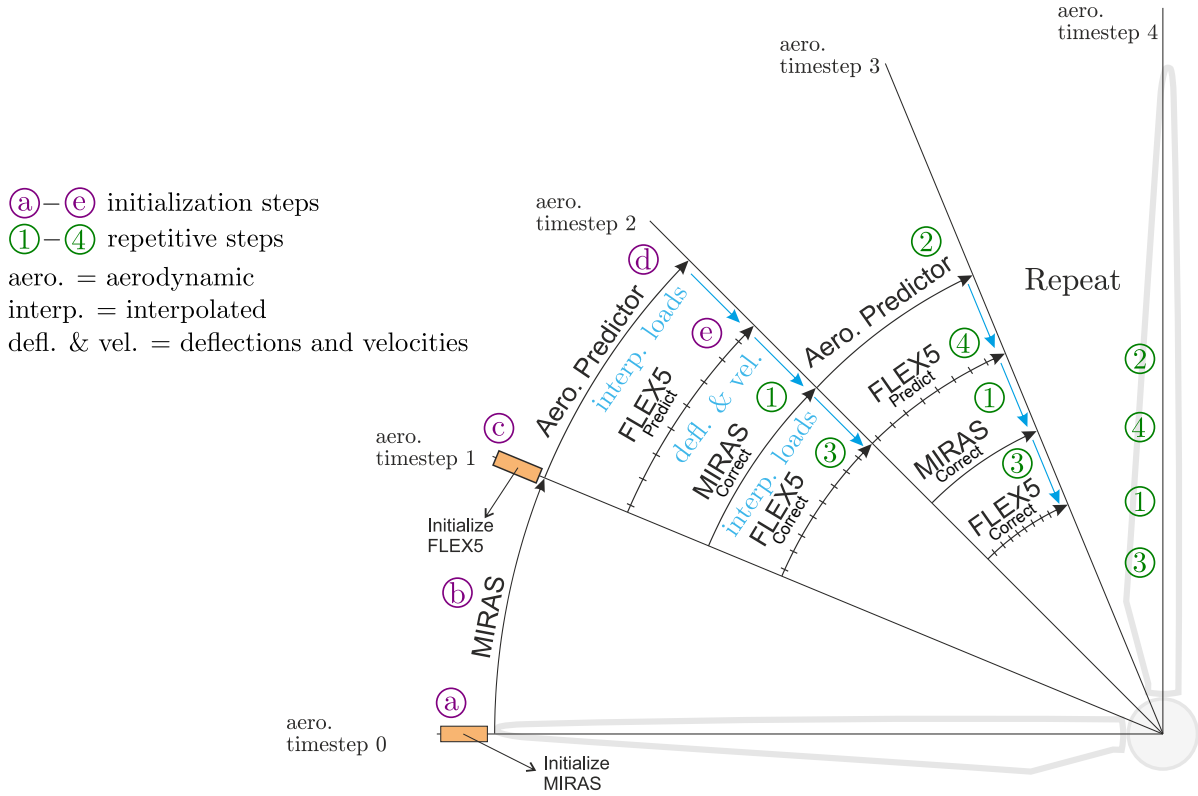 aero.
timestep 4
aero.
timestep 3
ⓐ–ⓔ initialization steps
①–④ repetitive steps
aero. = aerodynamic
interp. = interpolated
defl. & vel. = deflections and velocities
aero.
timestep 2
ⓓ
Aero. Predictor
interp. loads
FLEX5
Predict
ⓔ
defl. & vel.
MIRAS
Correct
①
interp. loads
FLEX5
Correct
③
②
Aero. Predictor
FLEX5
Predict
④
MIRAS
Correct
①
FLEX5
Correct
③
Repeat
②
④
①
③
aero.
timestep 1
ⓒ
Initialize
FLEX5
ⓑ
MIRAS
ⓐ
aero.
timestep 0
Initialize
MIRAS